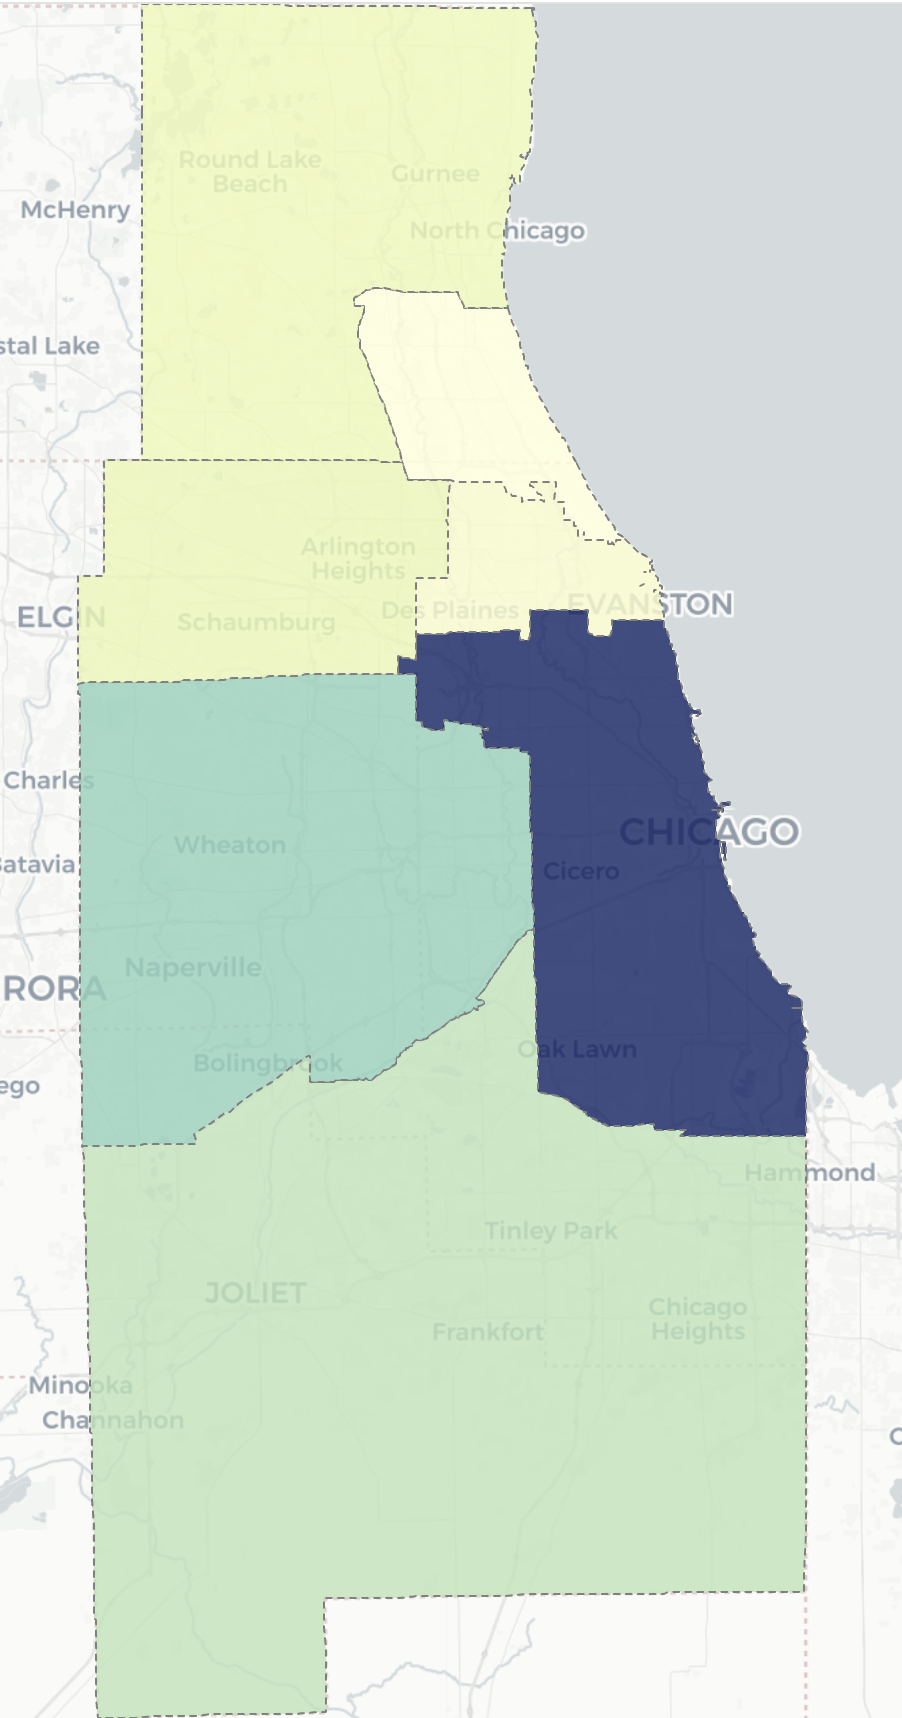 Round Lake
Beach
Gurnee
McHenry
North Chicago
stal Lake
Arlington
Heights
EVANSTON
Des Plaines
ELGIN
Schaumburg
Charles
CHICAGO
Wheaton
Batavia
Cicero
Naperville
RORA
Oak Lawn
Bolingbrook
ego
Hammond
Tinley Park
JOLIET
Chicago
Heights
Frankfort
Minooka
Channahon